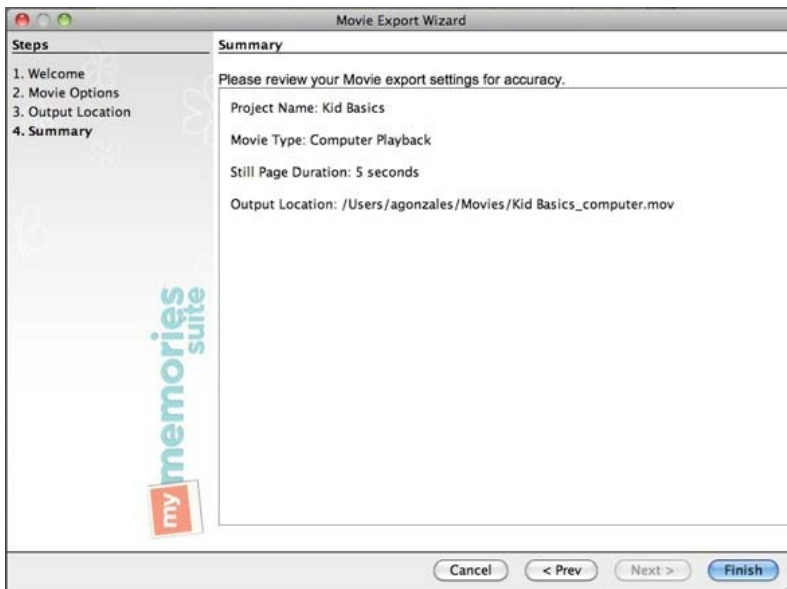 Movie Export Wizard
Steps
1. Welcome
2. Movie Options
3. Output Location
4. Summary
Summary
Please review your Movie export settings for accuracy.
Project Name: Kid Basics
Movie Type: Computer Playback
Still Page Duration: 5 seconds
Output Location: /Users/agonzales/Movies/Kid Basics_computer.mov
my memories suite
Cancel
< Prev
Next >
Finish